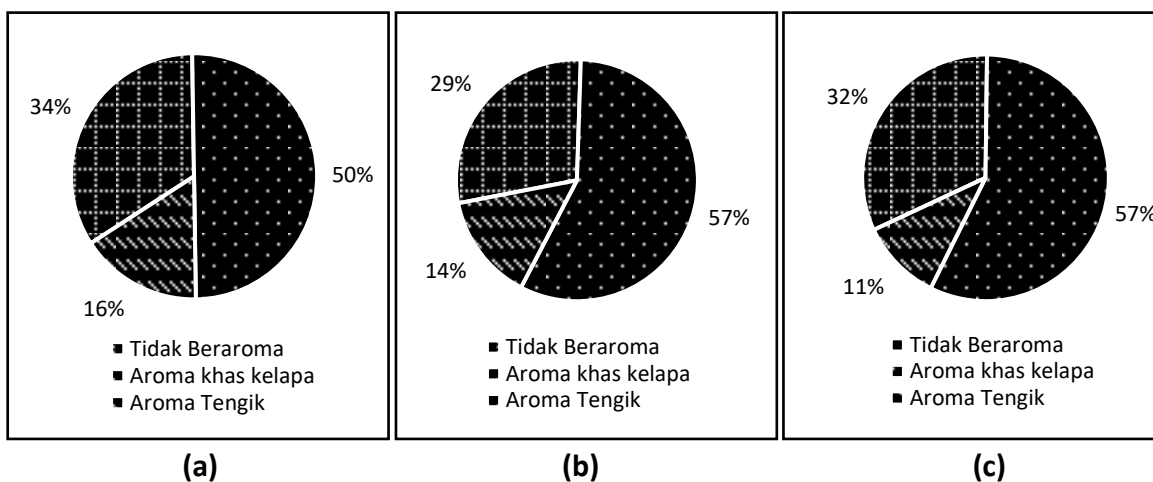 34%
50%
16%
■ Tidak Beraroma
■ Aroma khas kelapa
■ Aroma Tengik
(a)
29%
57%
14%
■ Tidak Beraroma
■ Aroma khas kelapa
■ Aroma Tengik
(b)
32%
57%
11%
■ Tidak Beraroma
■ Aroma khas kelapa
■ Aroma Tengik
(c)